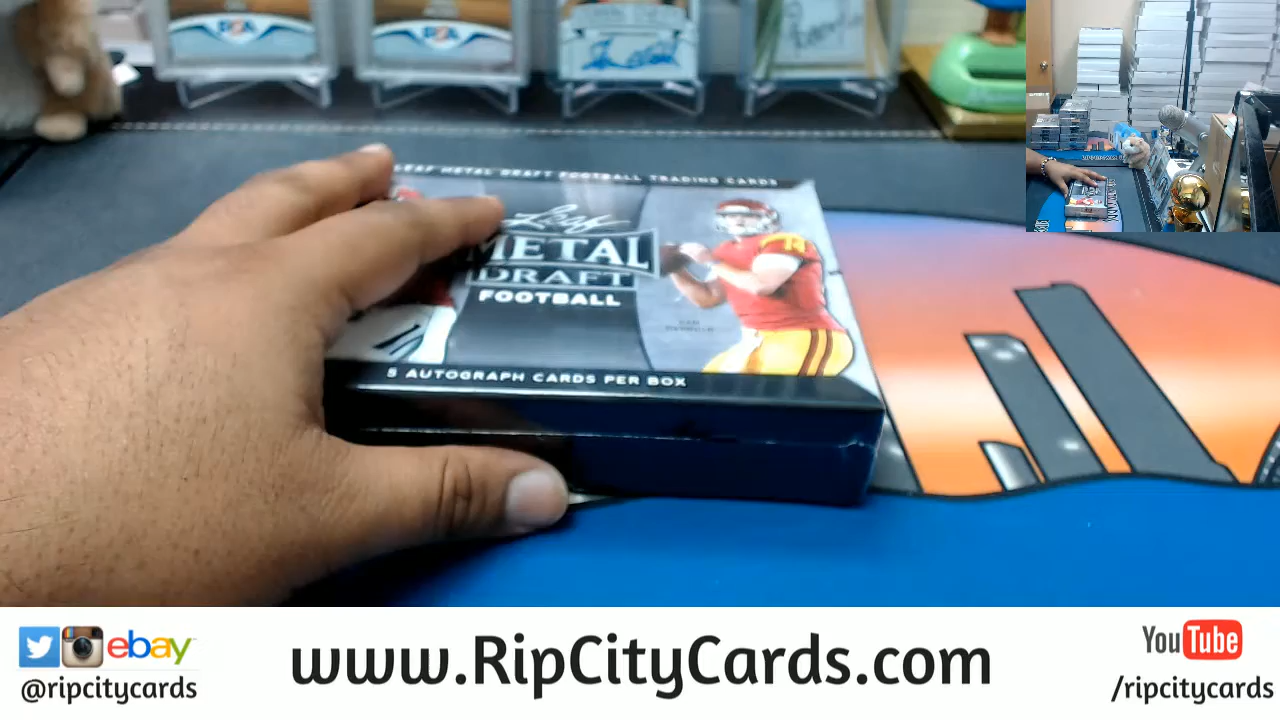 LEAF METAL DRAFT FOOTBALL TRADING CARDS
Leaf
METAL
DRAFT
FOOTBALL
14
5 AUTOGRAPH CARDS PER BOX
ebay
@ripcitycards
www.RipCityCards.com
YouTube
/ripcitycards